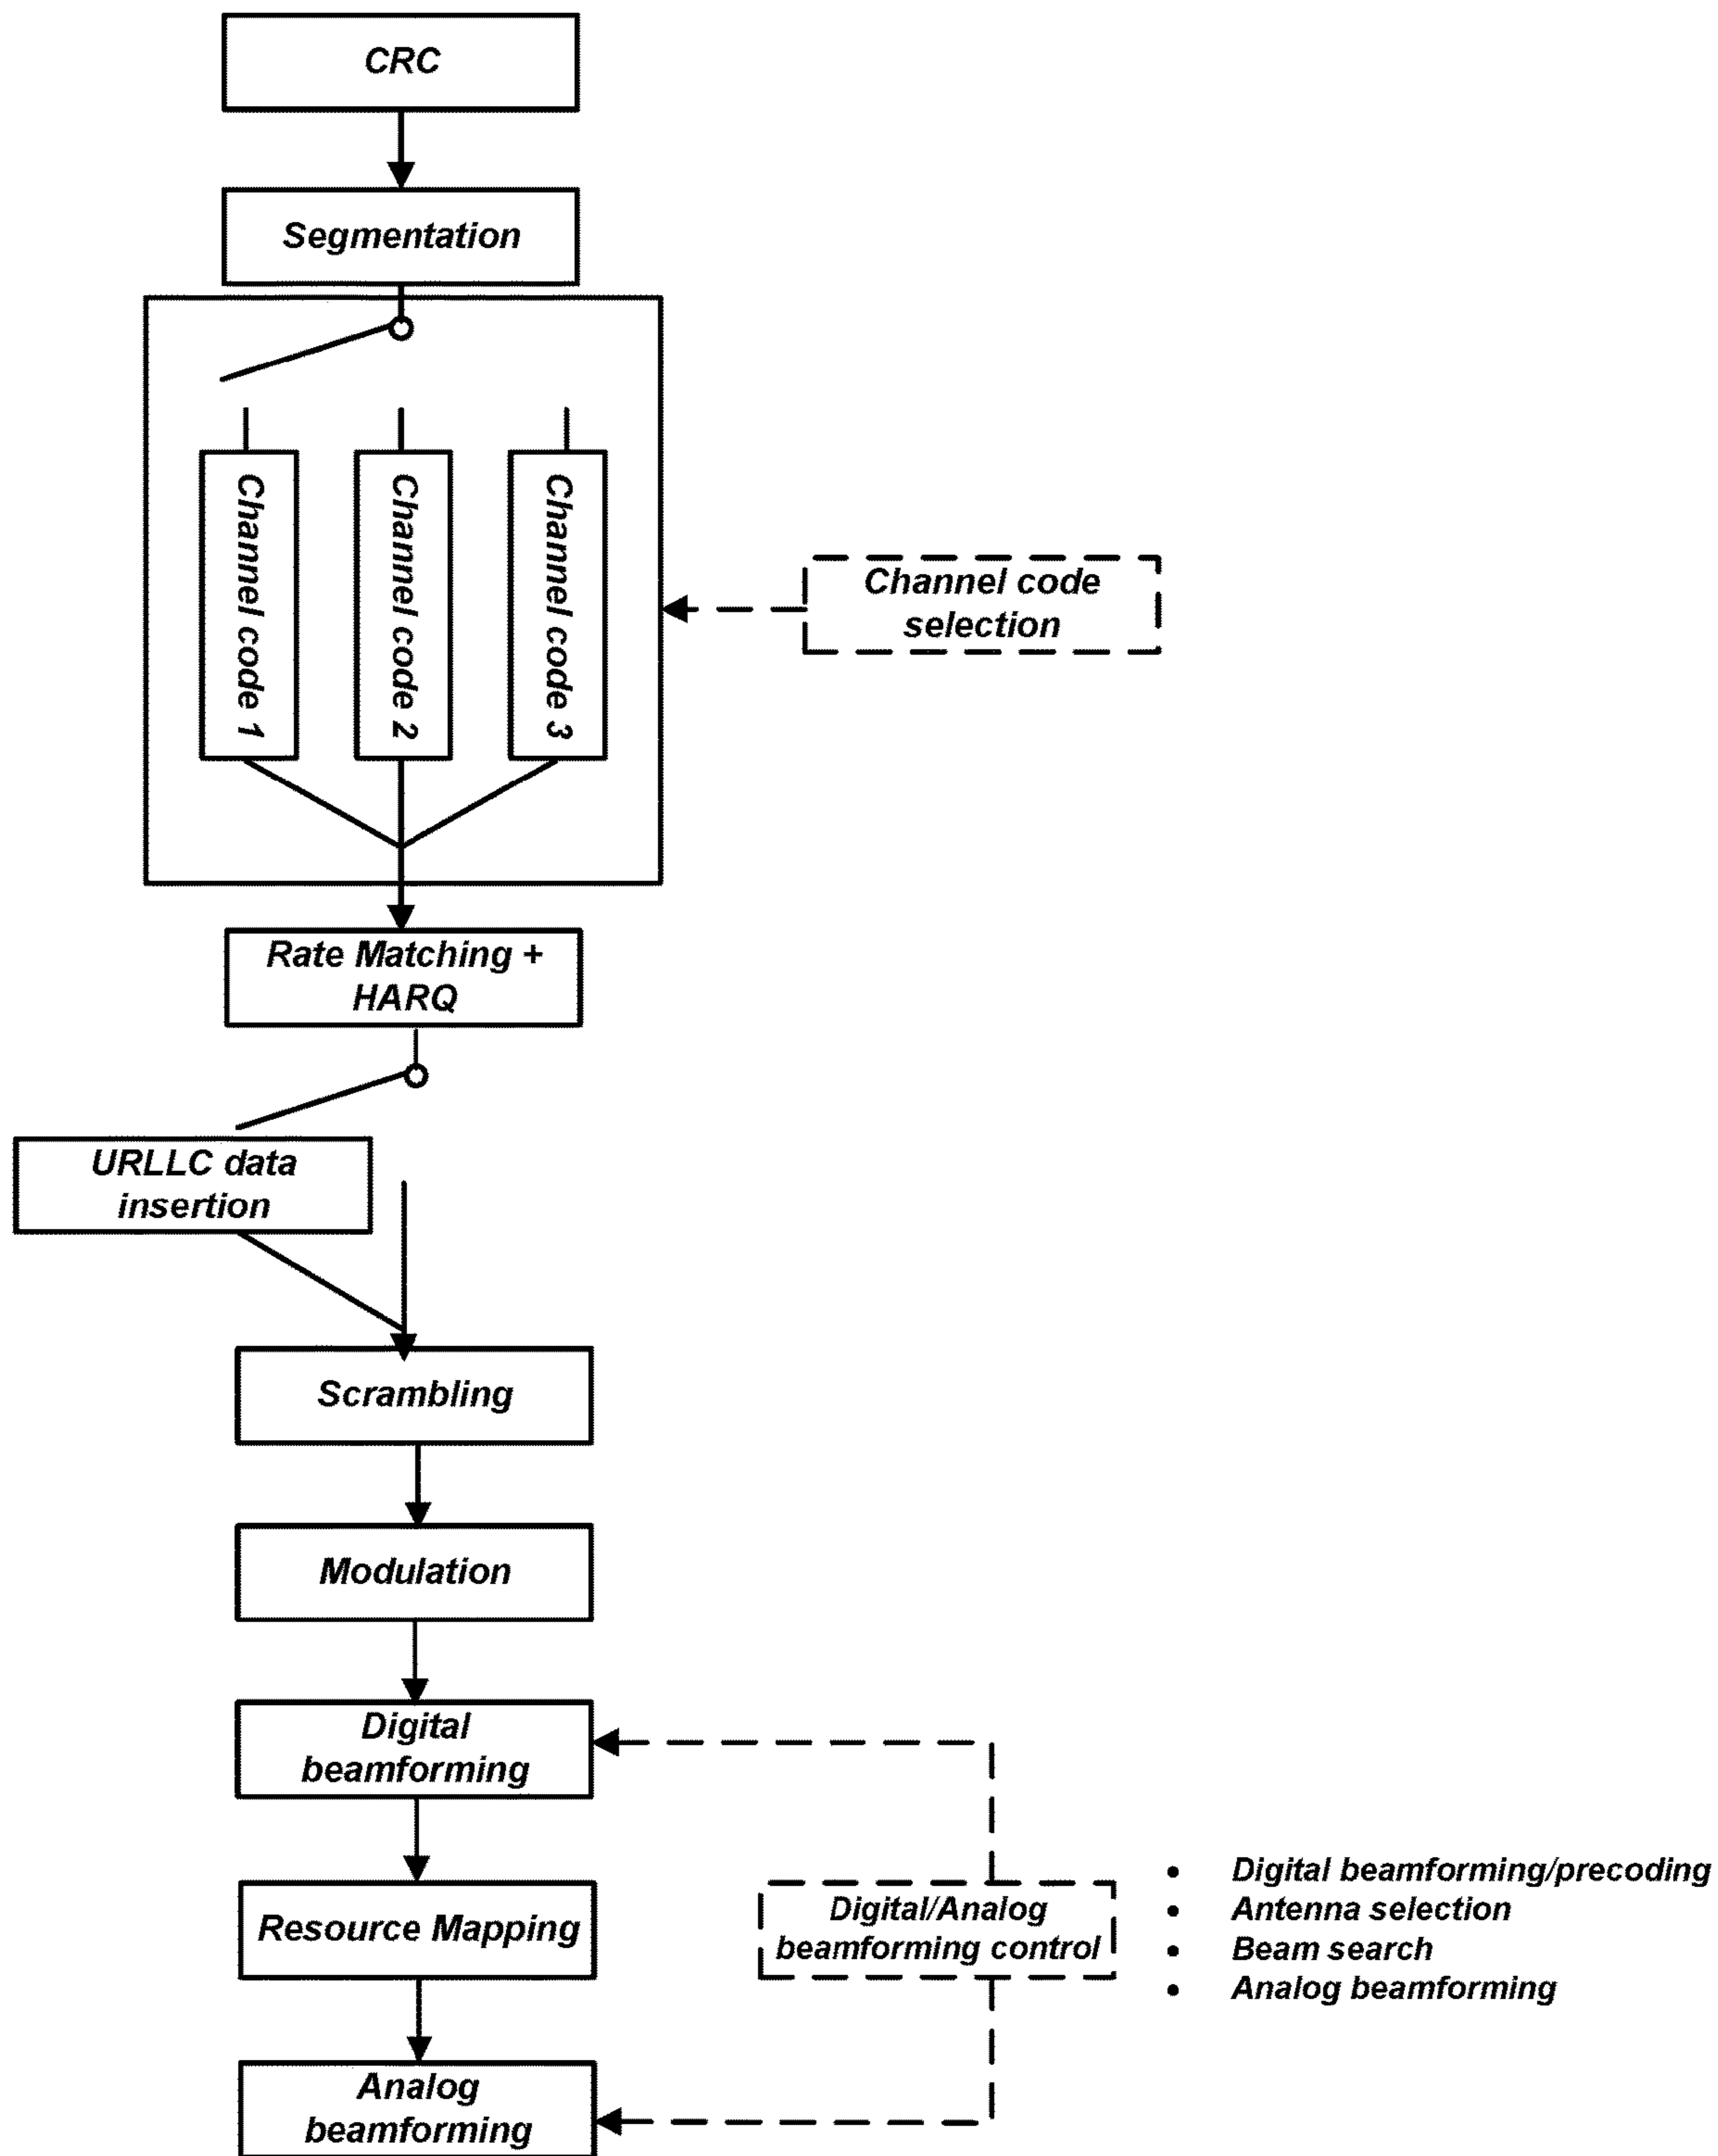 CRC
Segmentation
Channel code 1
Channel code 2
Channel code 3
Channel code
selection
Rate Matching +
HARQ
URLLC data
insertion
Scrambling
Modulation
Digital
beamforming
Resource Mapping
Digital/Analog
beamforming control
• Digital beamforming/precoding
• Antenna selection
• Beam search
• Analog beamforming
Analog
beamforming